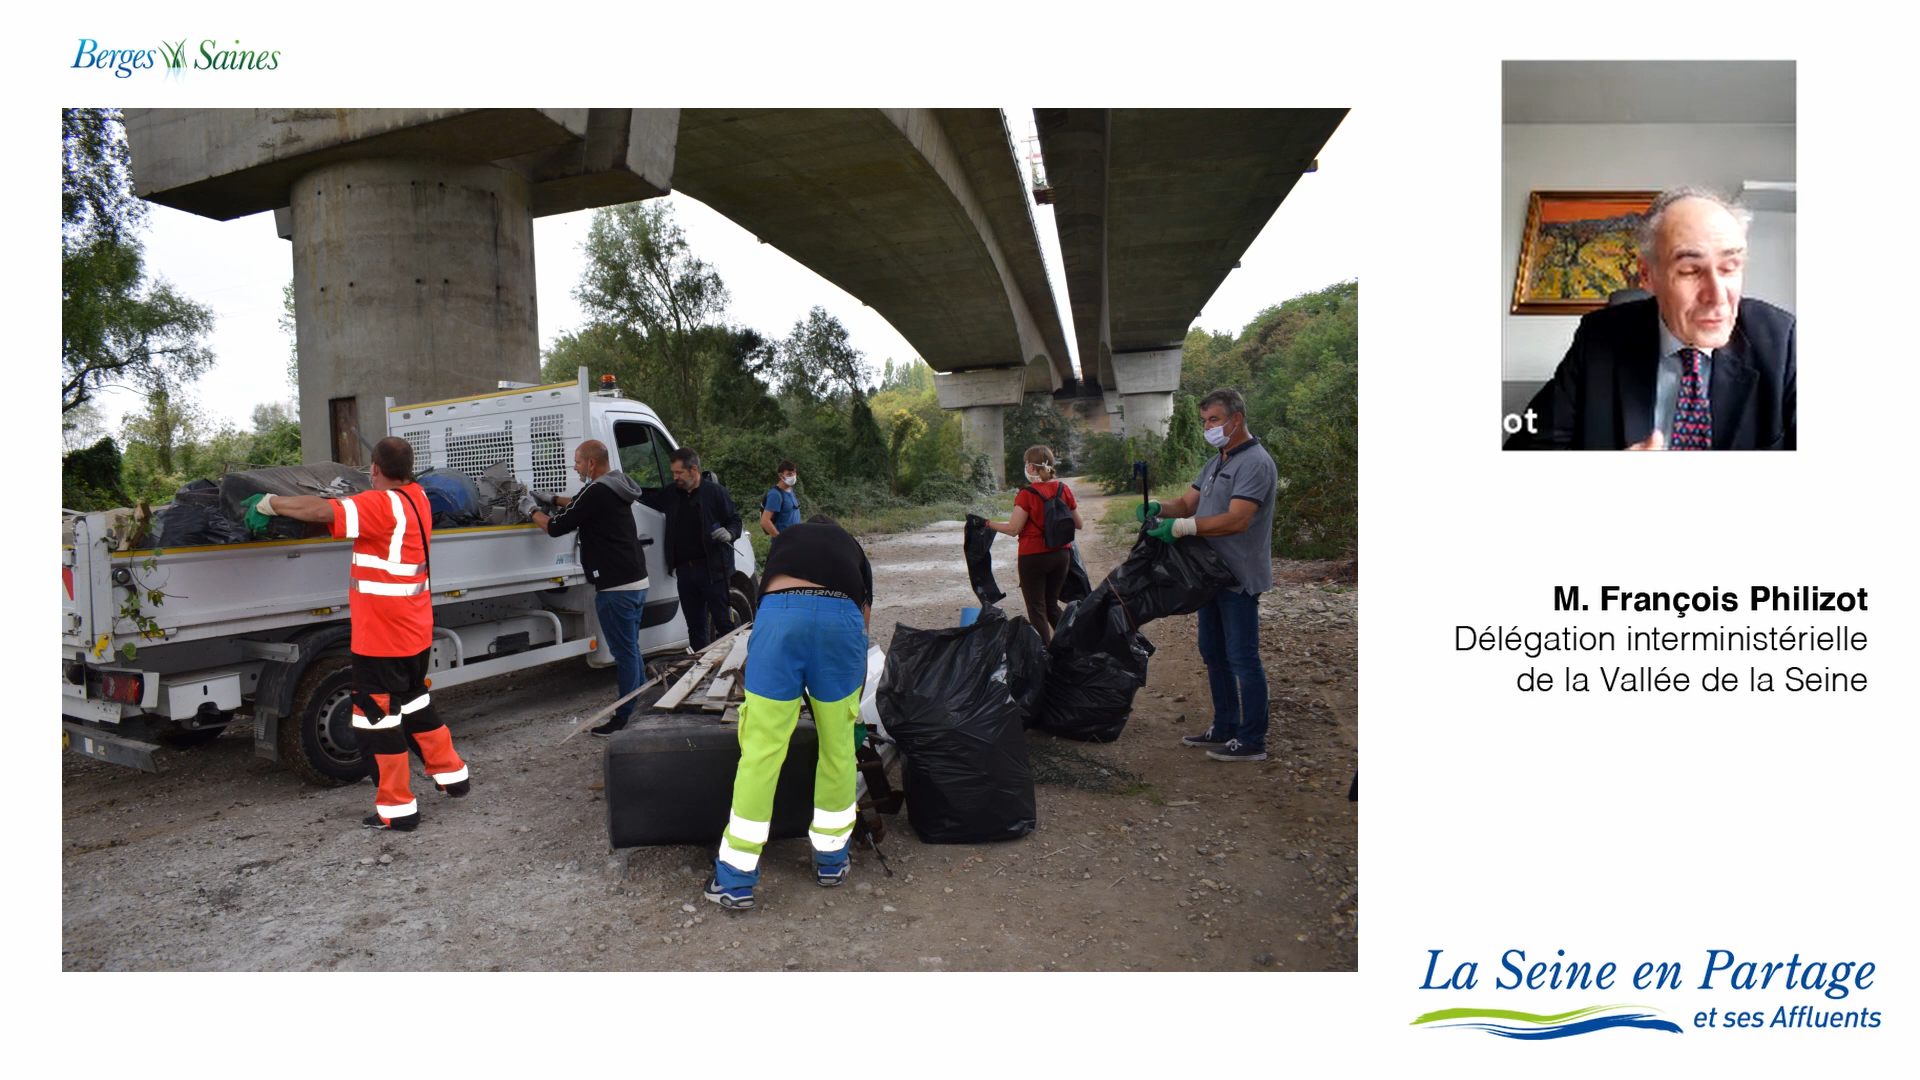 Berges Saines
ot
M. François Philizot
Délégation interministérielle
de la Vallée de la Seine
La Seine en Partage
et ses Affluents